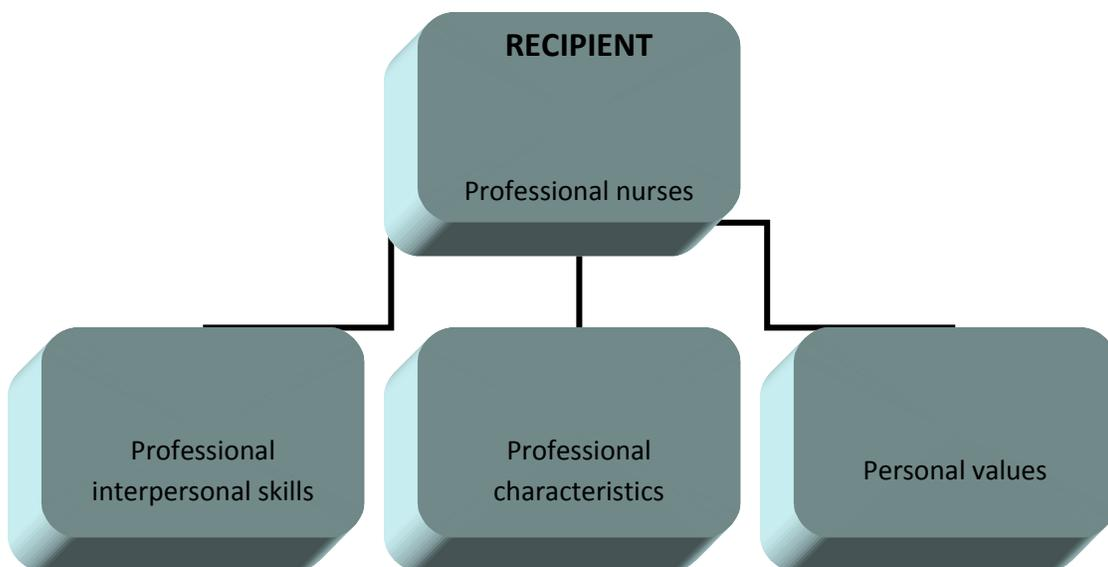 RECIPIENT
Professional nurses
Professional
interpersonal skills
Professional
characteristics
Personal values